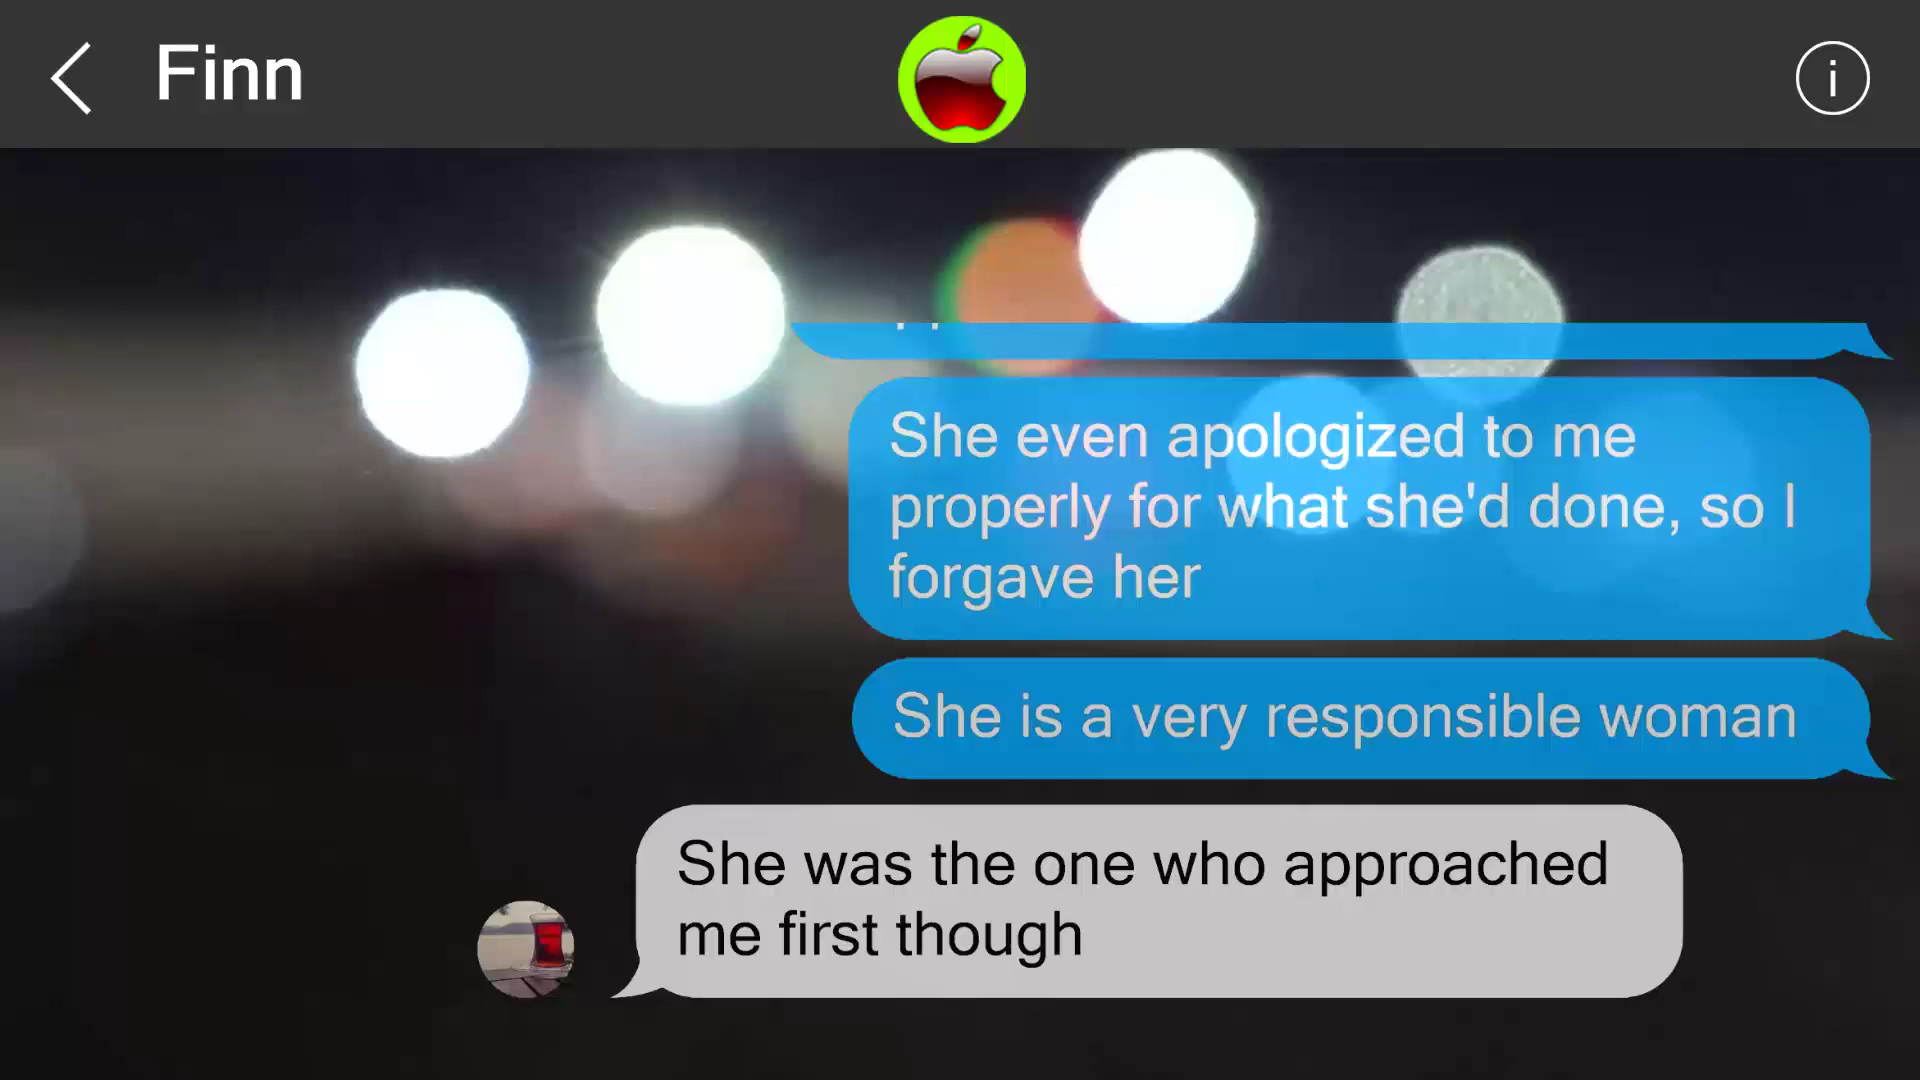 Finn
i
She even apologized to me
properly for what she'd done, so I
forgave her
She is a very responsible woman
She was the one who approached
me first though